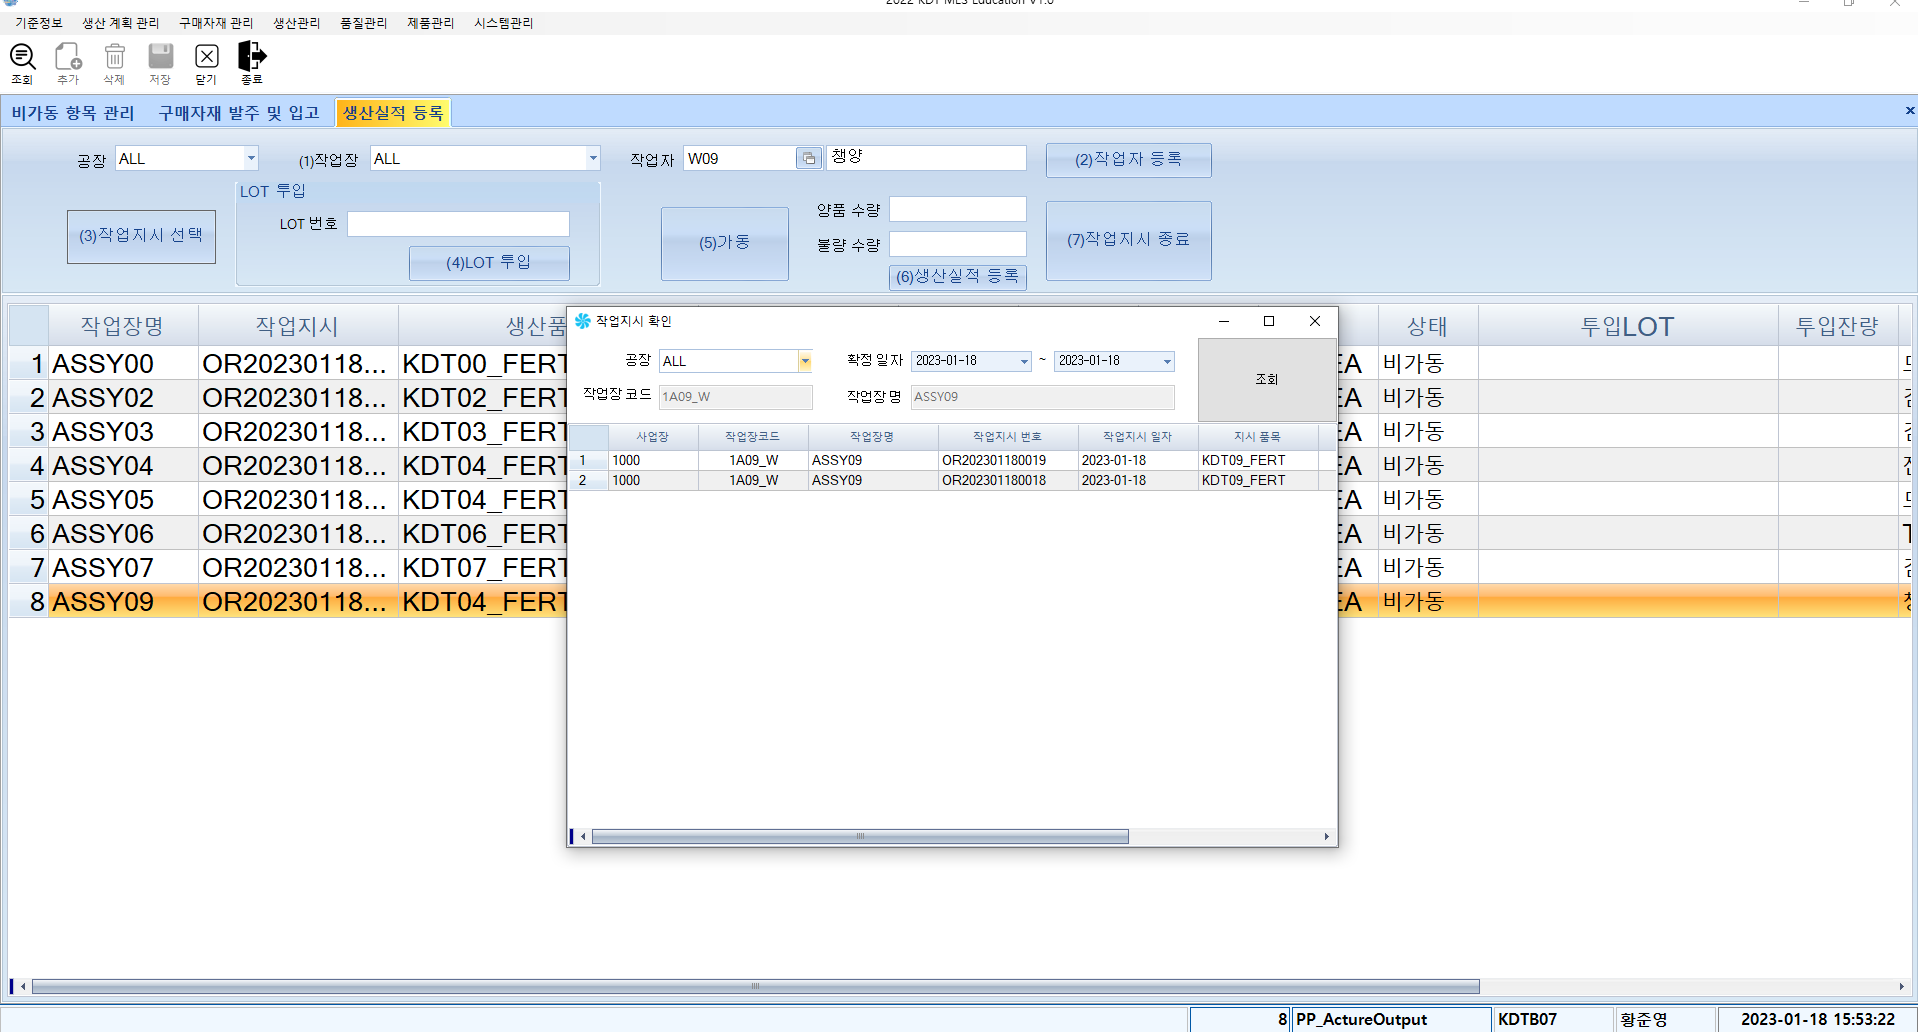 2022 KDT MES Education V1.0
기준정보 생산 계획 관리 구매자재 관리 생산관리 품질관리 제품관리 시스템관리
조회 추가 삭제 저장 닫기 종료
비가동 항목 관리 구매자재 발주 및 입고 생산실적 등록
공장 ALL (1)작업장 ALL 작업자 W09 챙양 (2)작업자 등록
LOT 투입
(3)작업지시 선택 LOT 번호 (5)가동 양품 수량 (7)작업지시 종료
불량 수량
(4)LOT 투입 (6)생산실적 등록
작업장명 작업지시 생산품 상태 투입LOT 투입잔량
1 ASSY00 OR20230118... KDT00_FERT EA 비가동
2 ASSY02 OR20230118... KDT02_FERT EA 비가동
3 ASSY03 OR20230118... KDT03_FERT EA 비가동
4 ASSY04 OR20230118... KDT04_FERT EA 비가동
5 ASSY05 OR20230118... KDT04_FERT EA 비가동
6 ASSY06 OR20230118... KDT06_FERT EA 비가동
7 ASSY07 OR20230118... KDT07_FERT EA 비가동
8 ASSY09 OR20230118... KDT04_FERT EA 비가동
작업지시 확인
공장 ALL 확정 일자 2023-01-18 ~ 2023-01-18 조회
작업장 코드 1A09_W 작업장 명 ASSY09
사업장 작업장코드 작업장명 작업지시 번호 작업지시 일자 지시 품목
1 1000 1A09_W ASSY09 OR202301180019 2023-01-18 KDT09_FERT
2 1000 1A09_W ASSY09 OR202301180018 2023-01-18 KDT09_FERT
8 PP_ActureOutput KDTB07 황준영 2023-01-18 15:53:22